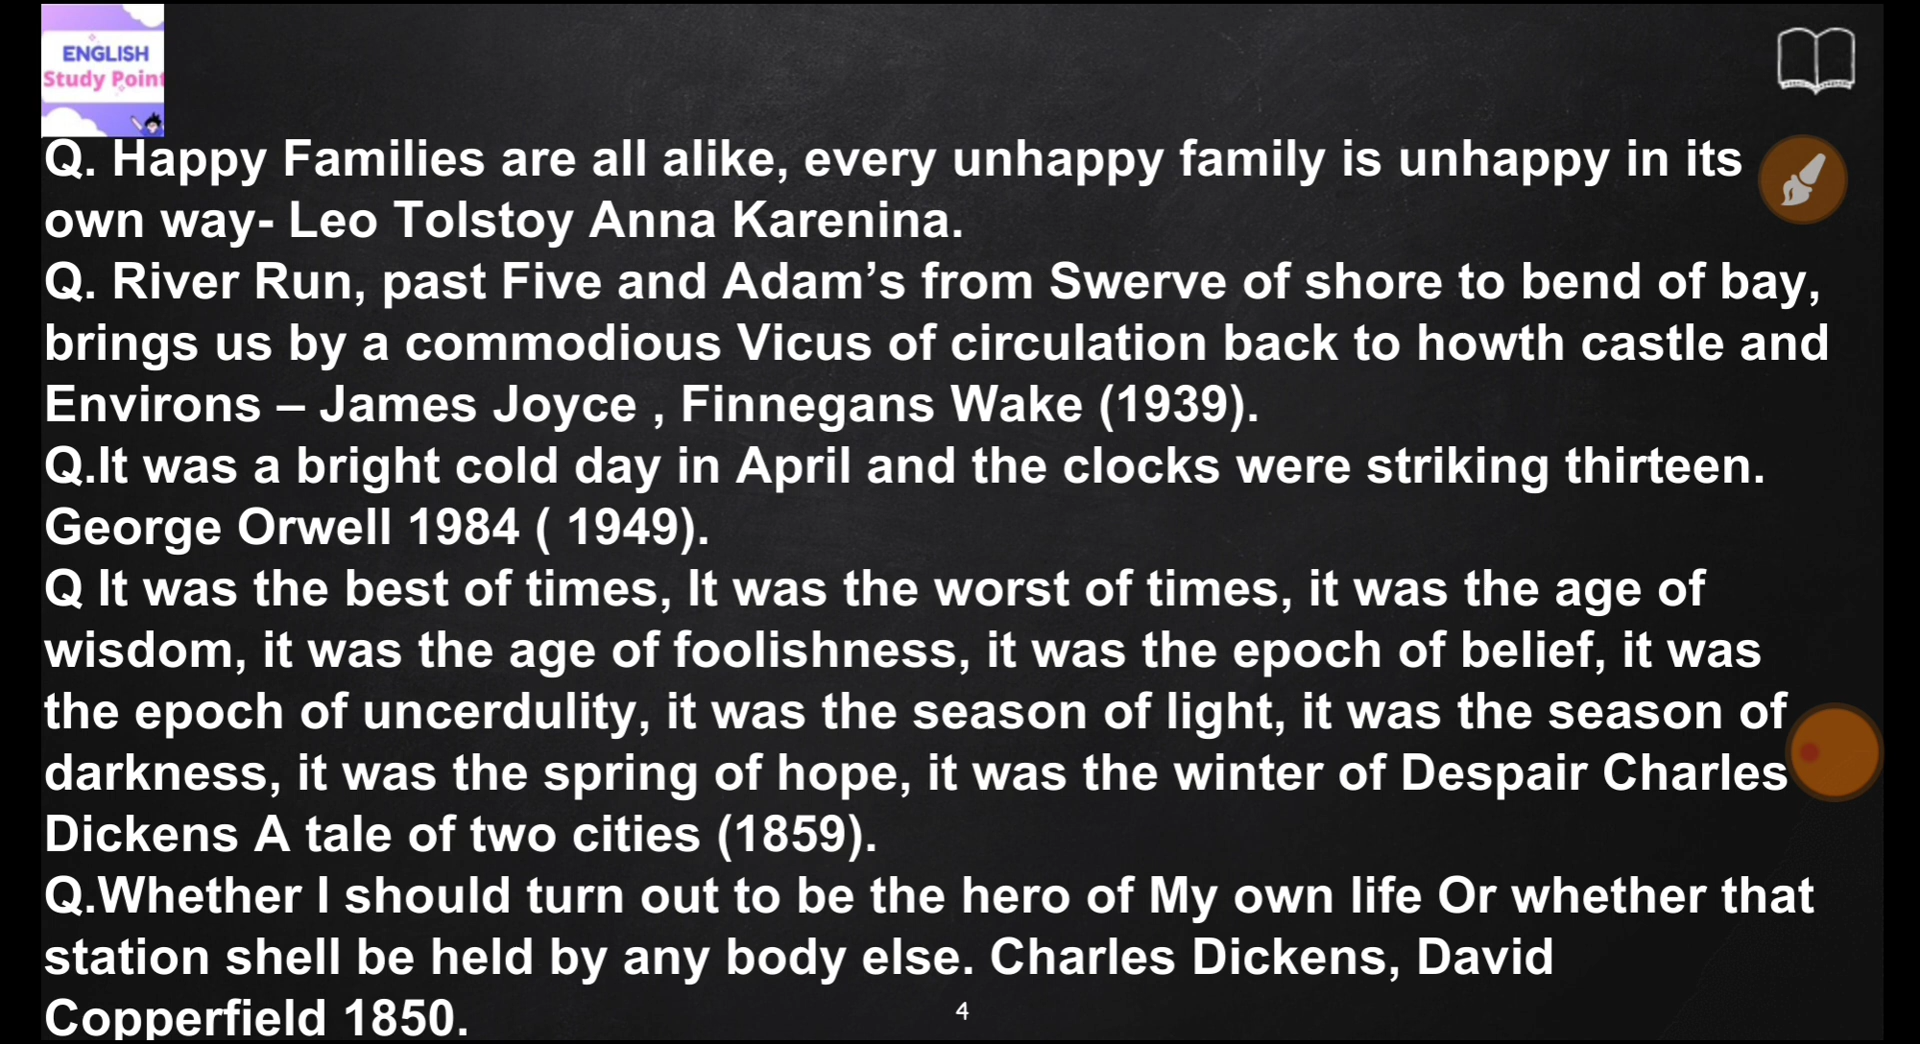 ENGLISH
Study Point
Q. Happy Families are all alike, every unhappy family is unhappy in its
own way- Leo Tolstoy Anna Karenina.
Q. River Run, past Five and Adam’s from Swerve of shore to bend of bay,
brings us by a commodious Vicus of circulation back to howth castle and
Environs – James Joyce , Finnegans Wake (1939).
Q.It was a bright cold day in April and the clocks were striking thirteen.
George Orwell 1984 ( 1949).
Q It was the best of times, It was the worst of times, it was the age of
wisdom, it was the age of foolishness, it was the epoch of belief, it was
the epoch of uncerdulity, it was the season of light, it was the season of
darkness, it was the spring of hope, it was the winter of Despair Charles
Dickens A tale of two cities (1859).
Q.Whether I should turn out to be the hero of My own life Or whether that
station shell be held by any body else. Charles Dickens, David
Copperfield 1850.
4